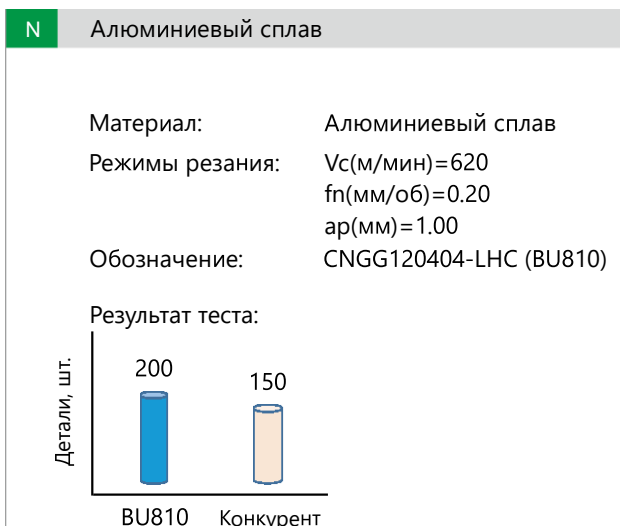 N Алюминиевый сплав
Материал: Алюминиевый сплав
Режимы резания: Vc(м/мин)=620
fn(мм/об)=0.20
ap(мм)=1.00
Обозначение: CNGG120404-LHC (BU810)
Результат теста:
Детали, шт.
200
150
BU810 Конкурент